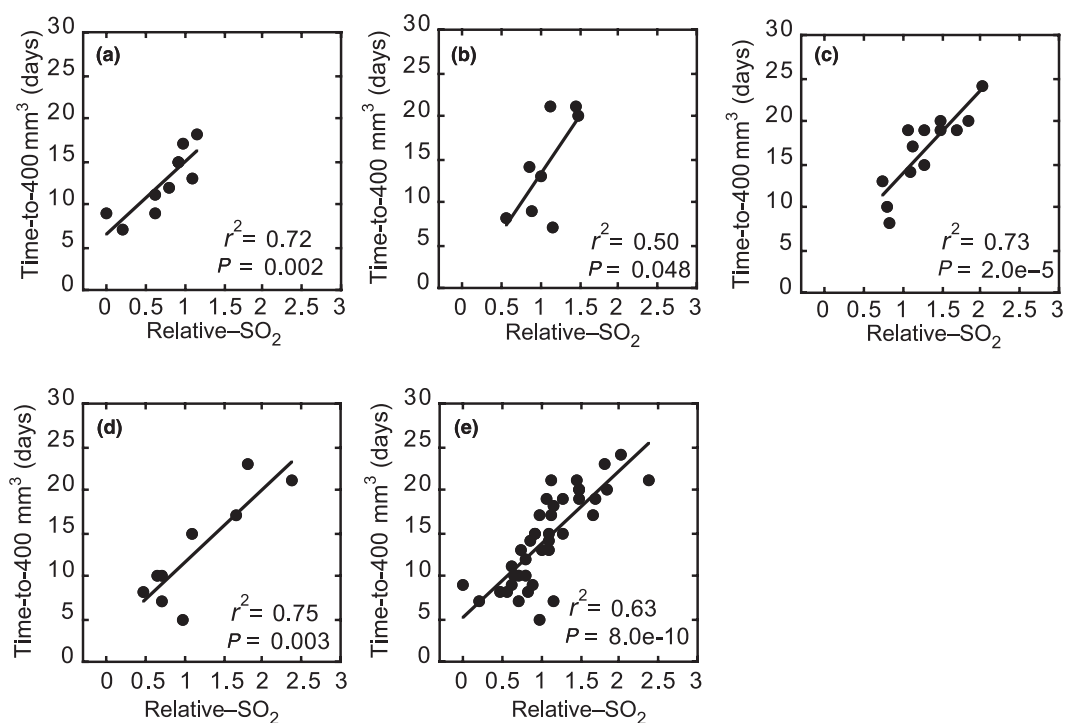 (a)
Time-to-400 mm³ (days)
30
25
20
15
10
5
0
r² = 0.72
P = 0.002
0 0.5 1 1.5 2 2.5 3
Relative–SO₂
(b)
Time-to-400 mm³ (days)
30
25
20
15
10
5
0
r² = 0.50
P = 0.048
0 0.5 1 1.5 2 2.5 3
Relative–SO₂
(c)
Time-to-400 mm³ (days)
30
25
20
15
10
5
0
r² = 0.73
P = 2.0e–5
0 0.5 1 1.5 2 2.5 3
Relative–SO₂
(d)
Time-to-400 mm³ (days)
30
25
20
15
10
5
0
r² = 0.75
P = 0.003
0 0.5 1 1.5 2 2.5 3
Relative–SO₂
(e)
Time-to-400 mm³ (days)
30
25
20
15
10
5
0
r² = 0.63
P = 8.0e-10
0 0.5 1 1.5 2 2.5 3
Relative–SO₂